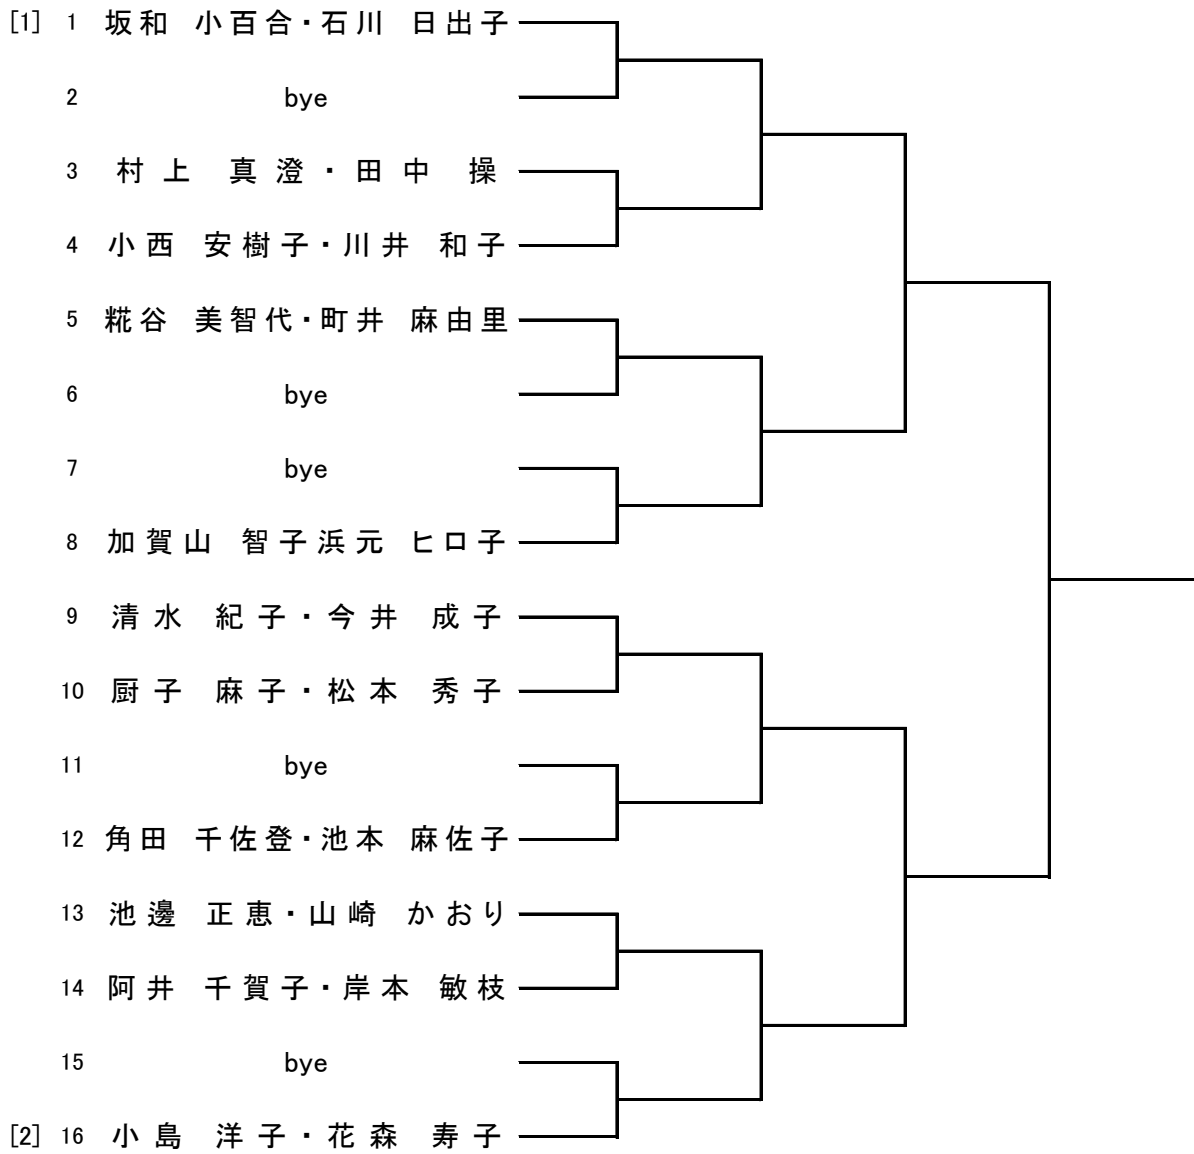 [1] 1 坂和 小百合・石川 日出子
2 bye
3 村上 真澄・田中 操
4 小西 安樹子・川井 和子
5 糀谷 美智代・町井 麻由里
6 bye
7 bye
8 加賀山 智子浜元 ヒロ子
9 清水 紀子・今井 成子
10 厨子 麻子・松本 秀子
11 bye
12 角田 千佐登・池本 麻佐子
13 池邊 正恵・山崎 かおり
14 阿井 千賀子・岸本 敏枝
15 bye
[2] 16 小島 洋子・花森 寿子